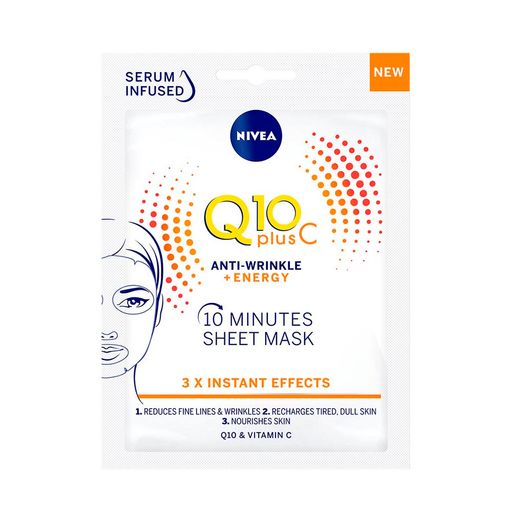 SERUM
INFUSED
NEW
NIVEA
Q10
plus C
ANTI-WRINKLE
+ ENERGY
10 MINUTES
SHEET MASK
3 X INSTANT EFFECTS
1. REDUCES FINE LINES & WRINKLES 2. RECHARGES TIRED, DULL SKIN
3. NOURISHES SKIN
Q10 & VITAMIN C